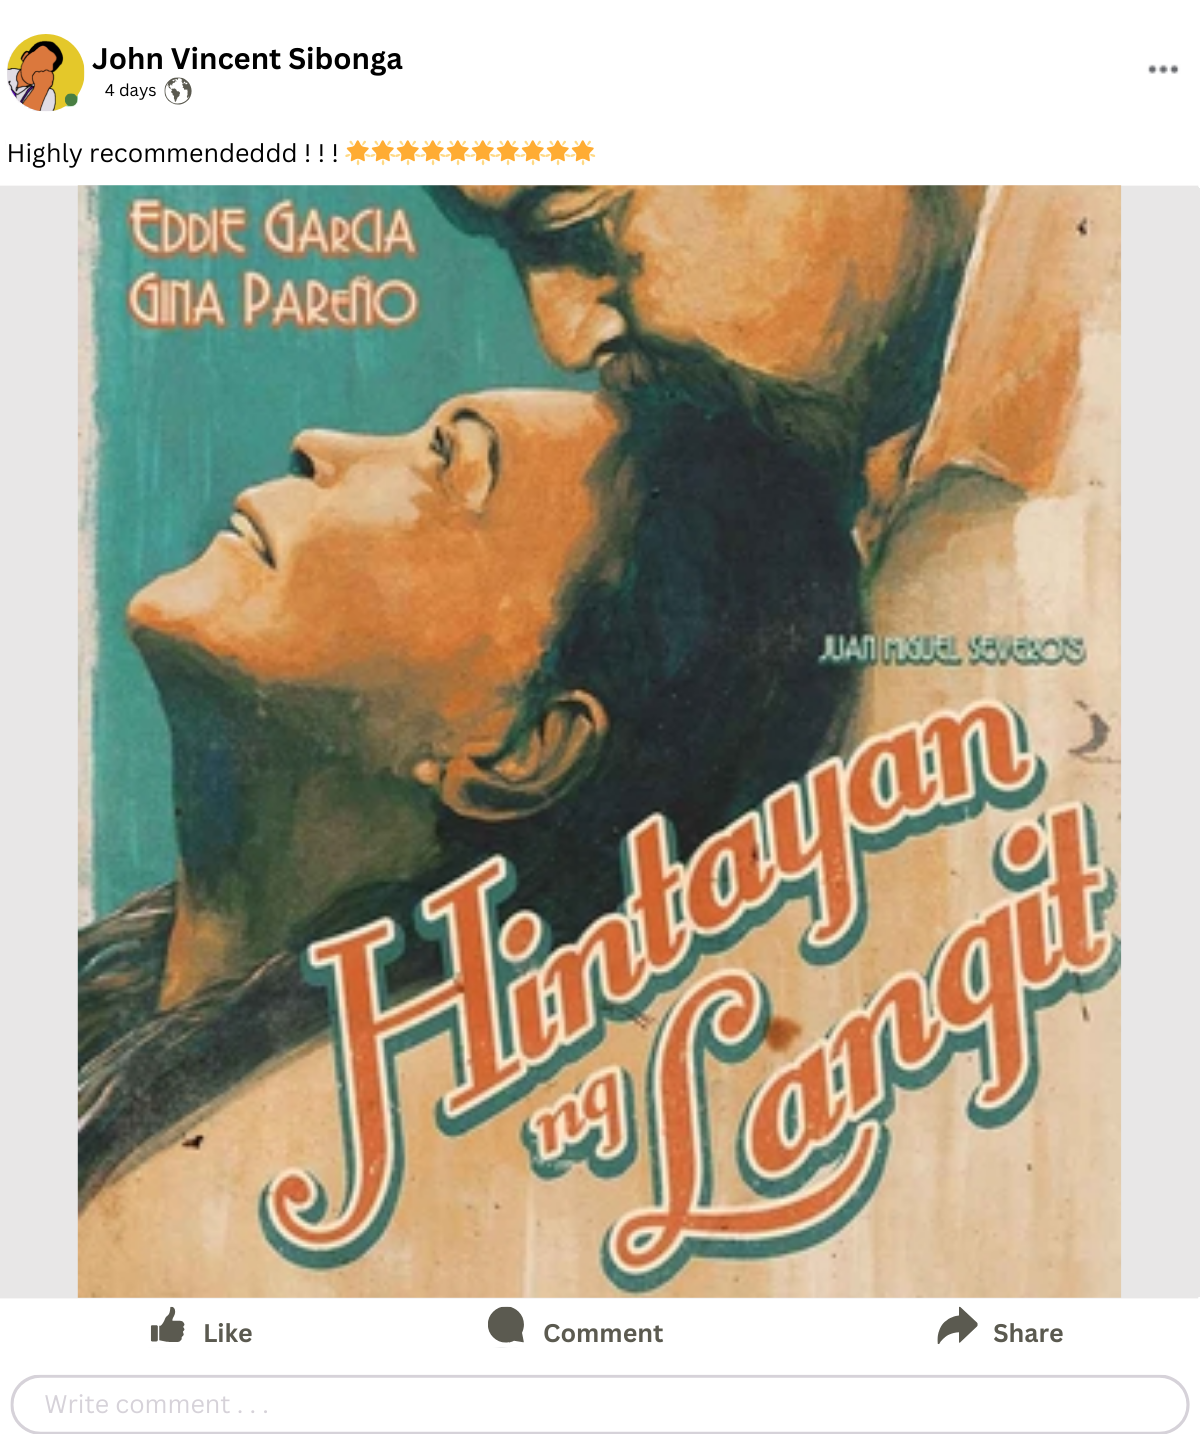 John Vincent Sibonga
4 days
Highly recommendeddd ! ! ! 🌟🌟🌟🌟🌟🌟🌟🌟🌟🌟
EDDIE GARCIA
GINA PAREÑO
JUAN MIGUEL SEVERO'S
Hintayan
ng Langit
Like Comment Share
Write comment . . .